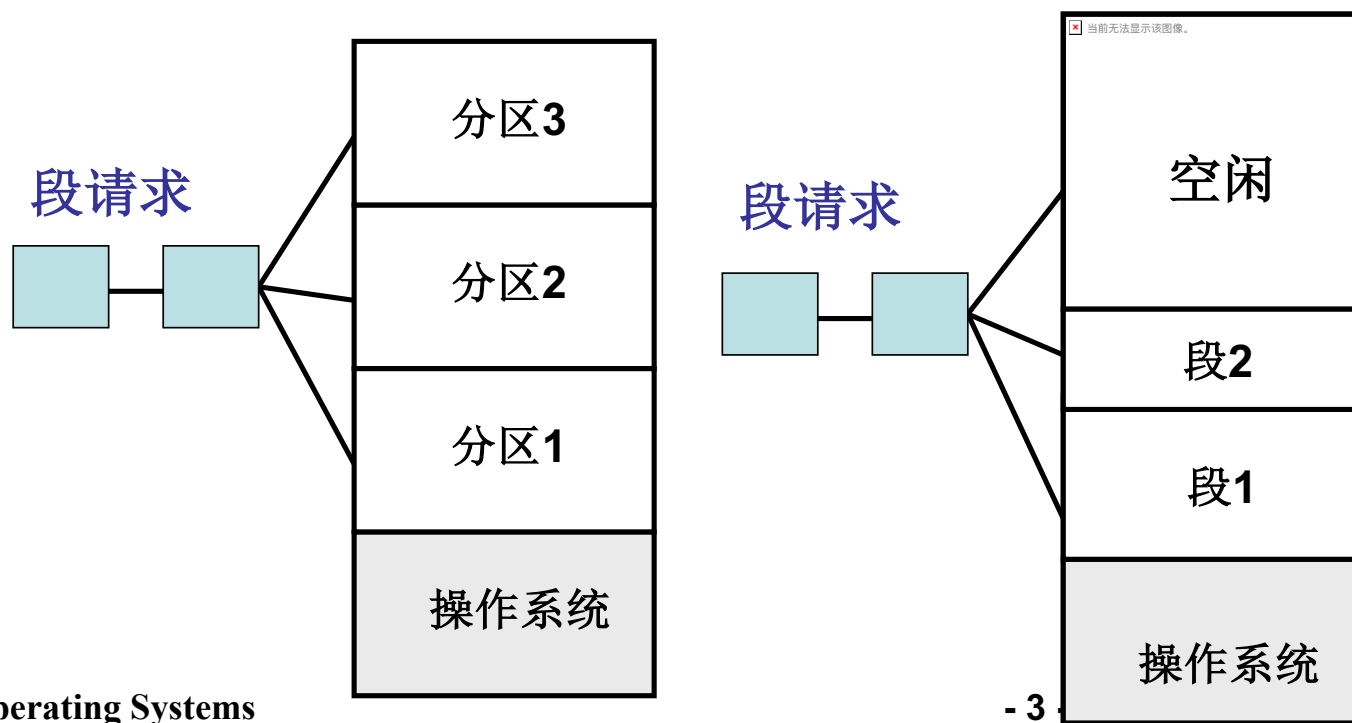 分区3
段请求
分区2
分区1
操作系统
当前无法显示该图像。
空闲
段请求
段2
段1
操作系统
perating Systems
- 3 -